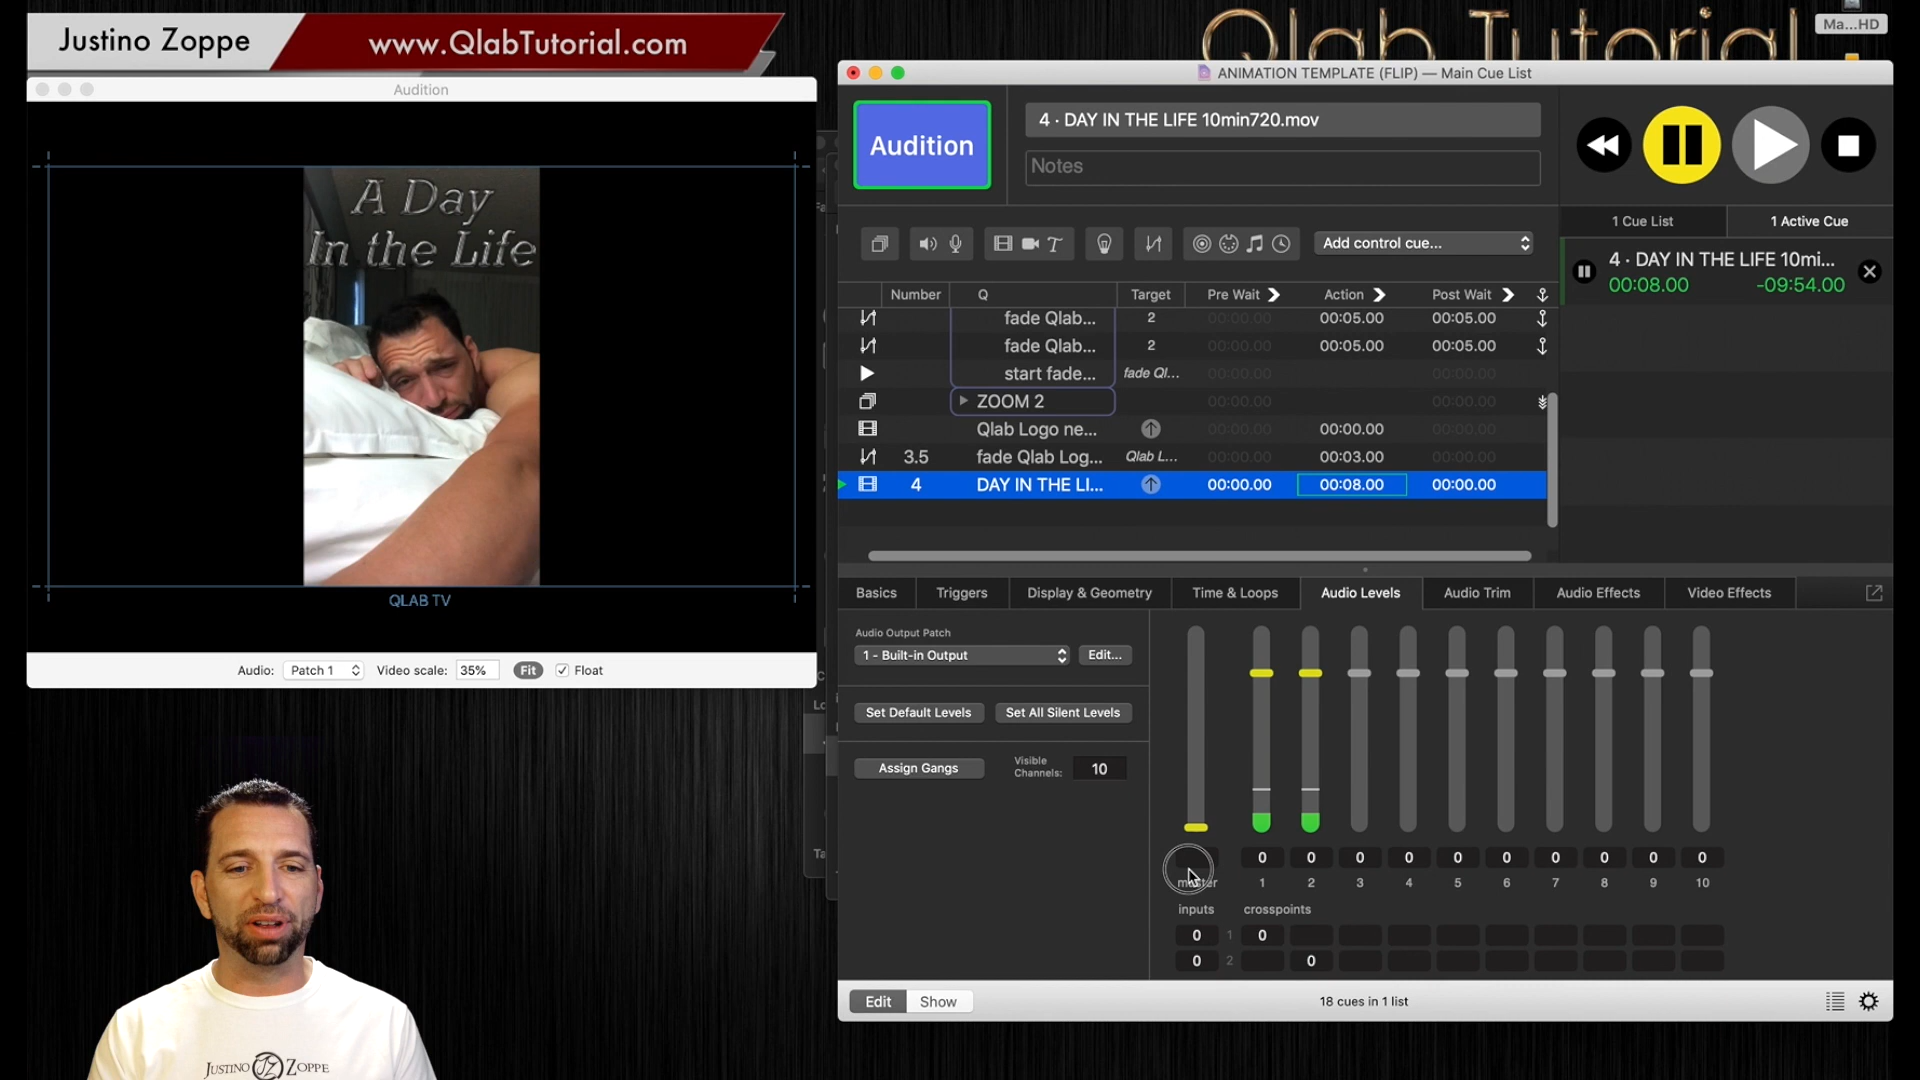 Justino Zoppe
www.QlabTutorial.com
Qlab Tutorial
Ma...HD
Audition
A Day
In the Life
QLAB TV
Audio:
Patch 1
Video scale:
35%
Fit
Float
ANIMATION TEMPLATE (FLIP) — Main Cue List
Audition
4 · DAY IN THE LIFE 10min720.mov
Notes
Add control cue...
1 Cue List
1 Active Cue
4 · DAY IN THE LIFE 10mi...
00:08.00
-09:54.00
Number Q Target Pre Wait Action Post Wait
fade Qlab... 2 00:00.00 00:05.00 00:05.00
fade Qlab... 2 00:00.00 00:05.00 00:05.00
start fade... fade Ql... 00:00.00 00:00.00
ZOOM 2 00:00.00 00:00.00
Qlab Logo ne... 00:00.00 00:00.00 00:00.00
3.5 fade Qlab Log... Qlab L... 00:00.00 00:03.00 00:00.00
4 DAY IN THE LI... 00:00.00 00:08.00 00:00.00
Basics
Triggers
Display & Geometry
Time & Loops
Audio Levels
Audio Trim
Audio Effects
Video Effects
Audio Output Patch
1 - Built-in Output
Edit...
Set Default Levels
Set All Silent Levels
Assign Gangs
Visible
Channels:
10
0 0 0 0 0 0 0 0 0 0
master 1 2 3 4 5 6 7 8 9 10
inputs crosspoints
0 1 0
0 2 0
Edit
Show
18 cues in 1 list
JUSTINO JZ ZOPPE